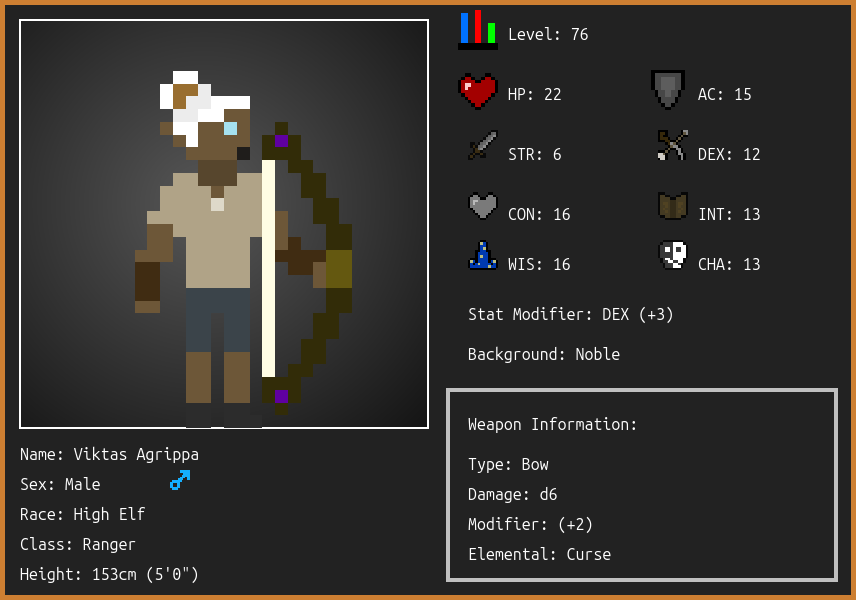 Level: 76
HP: 22
AC: 15
STR: 6
DEX: 12
CON: 16
INT: 13
WIS: 16
CHA: 13
Stat Modifier: DEX (+3)
Background: Noble
Weapon Information:
Type: Bow
Damage: d6
Modifier: (+2)
Elemental: Curse
Name: Viktas Agrippa
Sex: Male
Race: High Elf
Class: Ranger
Height: 153cm (5'0")